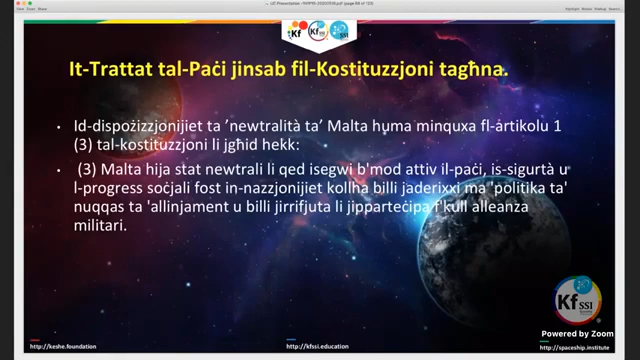 It-Trattat tal-Paċi jinsab fil-Kostituzzjoni tagħna.
• Id-dispożizzjonijiet ta 'newtralità ta' Malta huma minquxa fl-artikolu 1
(3) tal-kostituzzjoni li jgħid hekk:
• (3) Malta hija stat newtrali li qed isegwi b'mod attiv il-paċi, is-sigurtà u
l-progress soċjali fost in-nazzjonijiet kollha billi jaderixxi ma 'politika ta'
nuqqas ta 'allinjament u billi jirrifjuta li jipparteċipa f'kull alleanza
militari.
Kf SSI
Powered by Zoom
http://keshe.foundation
http://kfssi.education
http://spaceship.institute